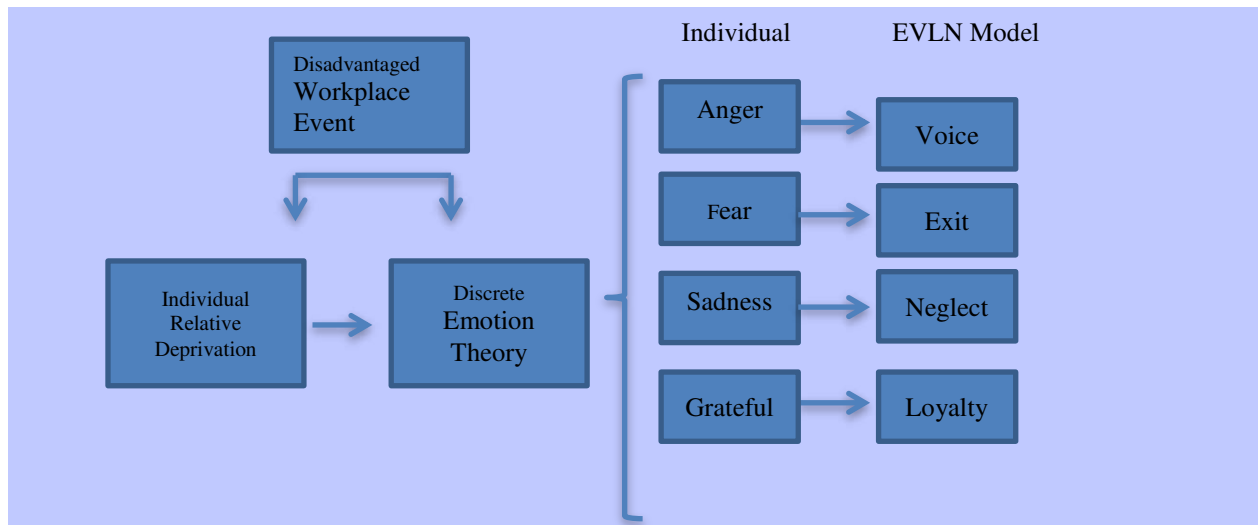 Individual
EVLN Model
Disadvantaged
Workplace
Event
Anger
Voice
Fear
Exit
Individual
Relative
Deprivation
Discrete
Emotion
Theory
Sadness
Neglect
Grateful
Loyalty